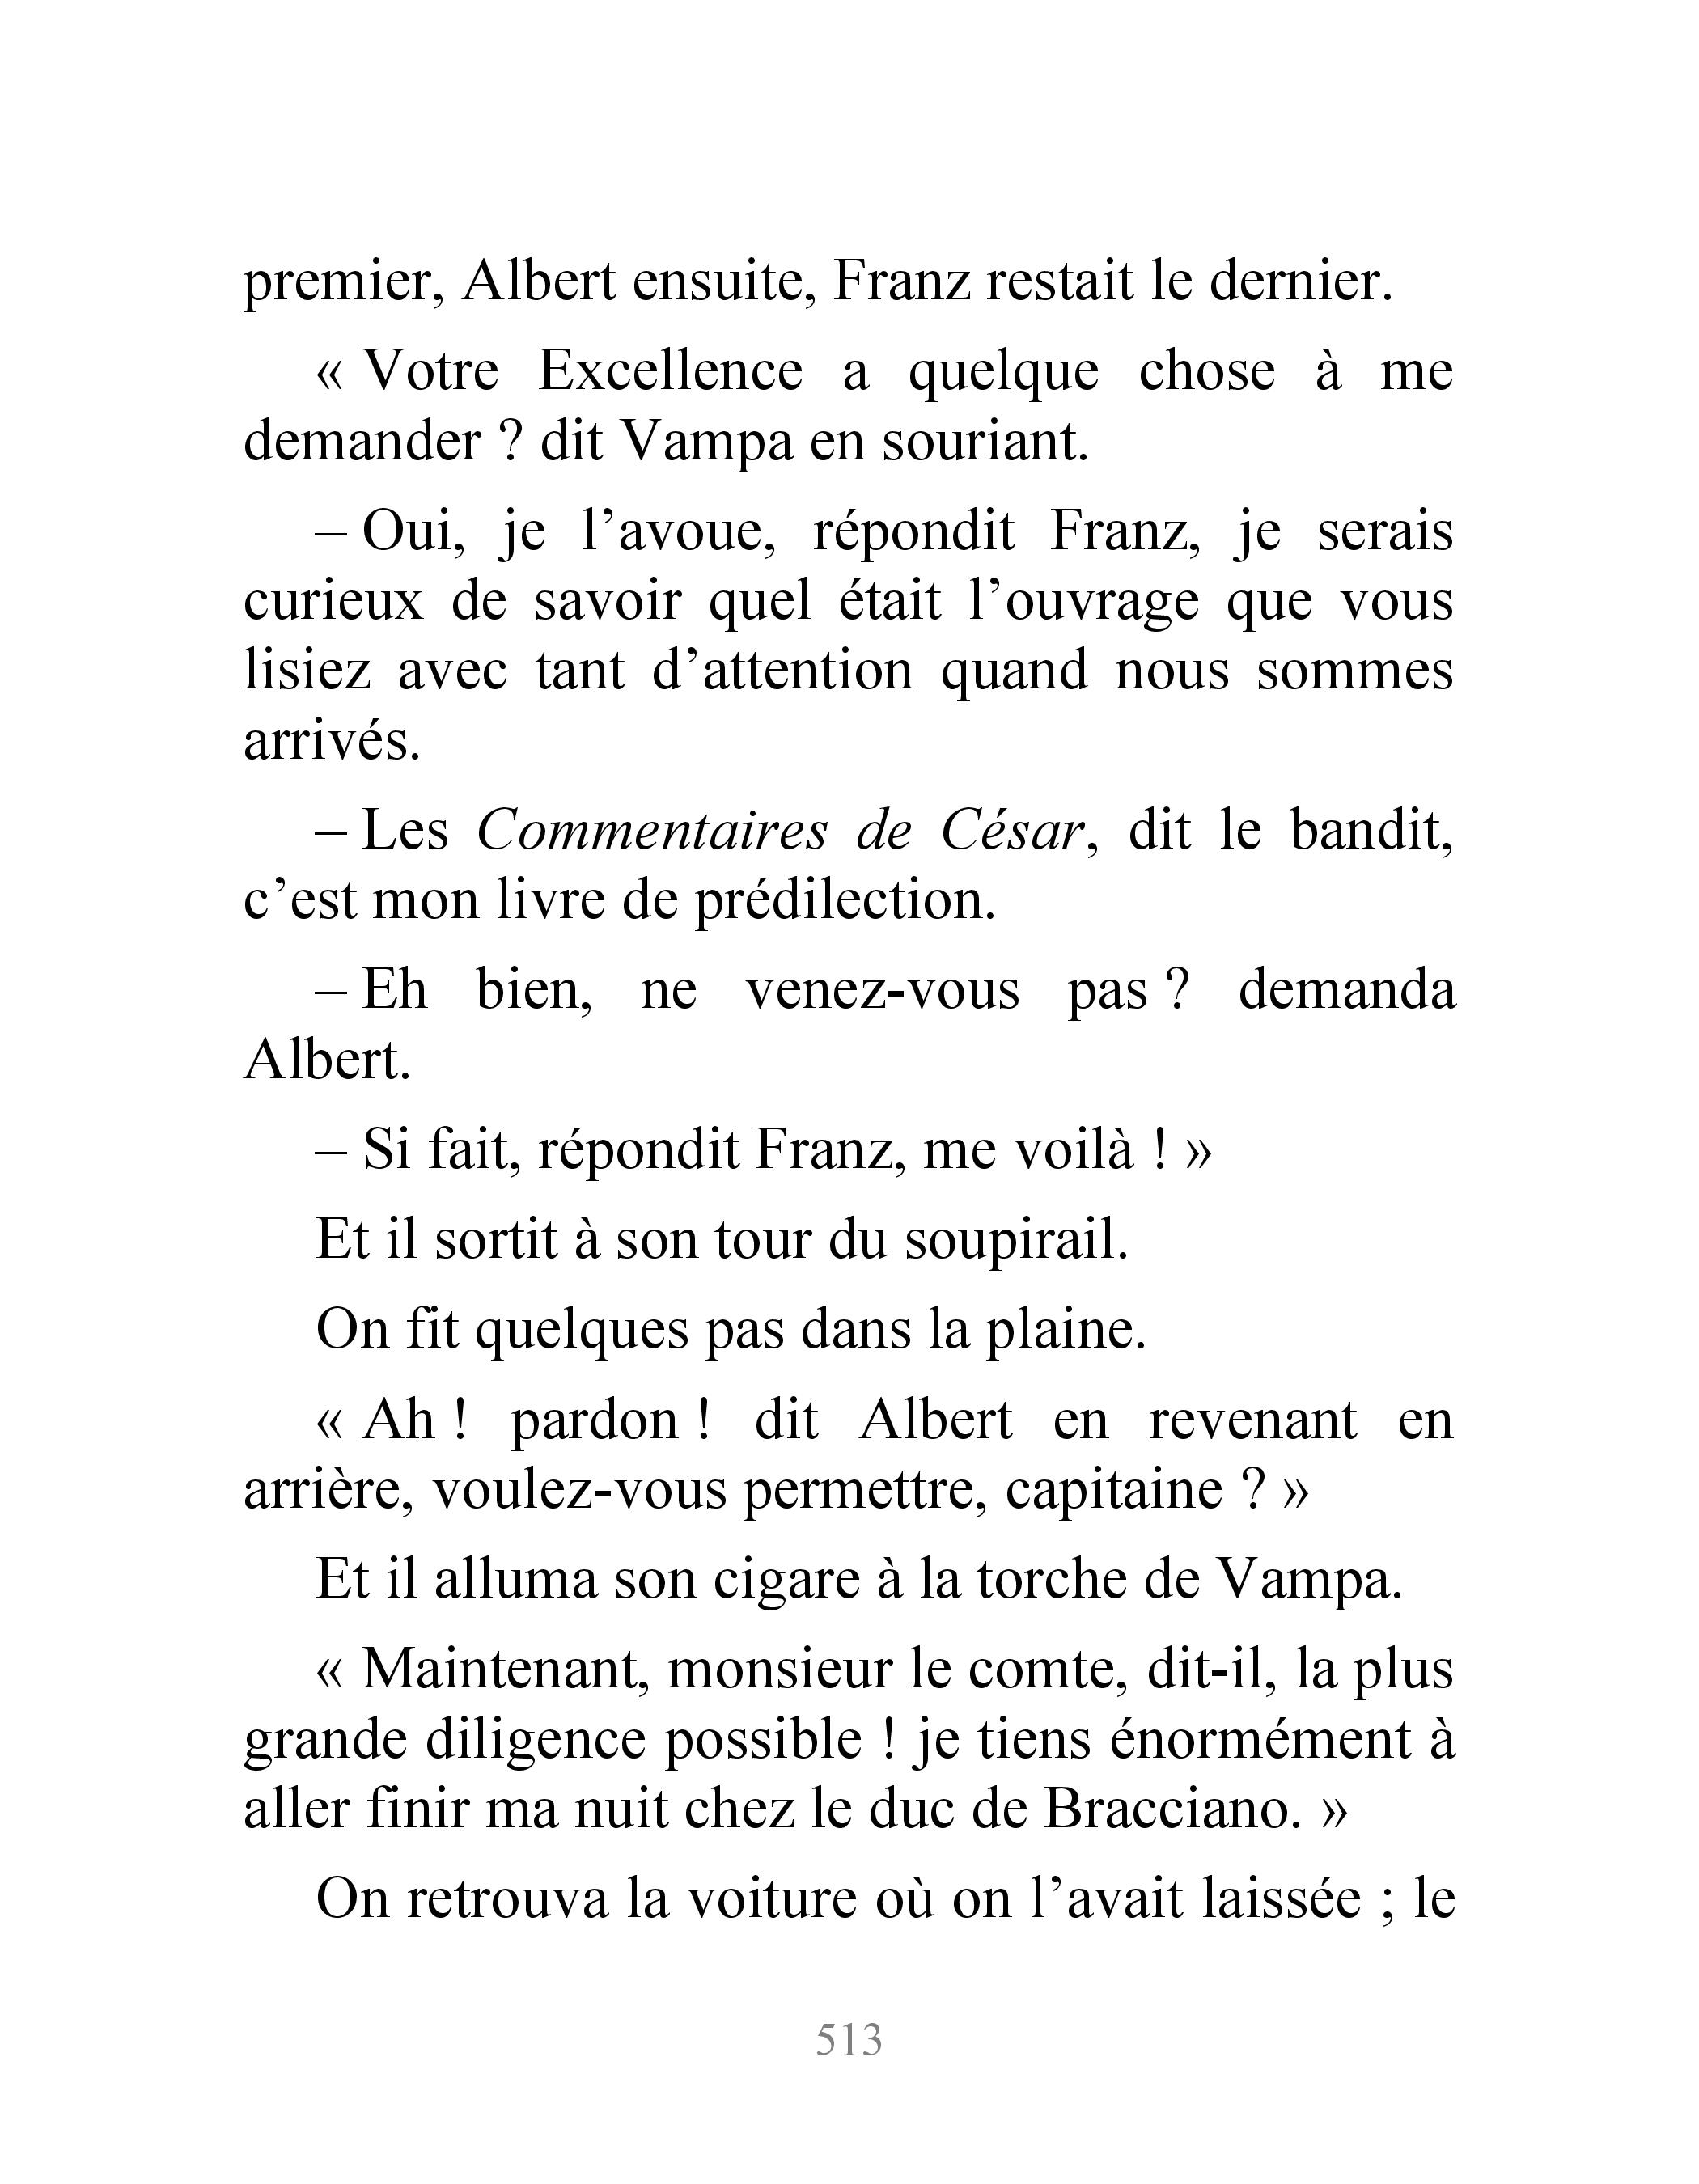 premier, Albert ensuite, Franz restait le dernier.
« Votre Excellence a quelque chose à me
demander ? dit Vampa en souriant.
– Oui, je l’avoue, répondit Franz, je serais
curieux de savoir quel était l’ouvrage que vous
lisiez avec tant d’attention quand nous sommes
arrivés.
– Les Commentaires de César, dit le bandit,
c’est mon livre de prédilection.
– Eh bien, ne venez-vous pas ? demanda
Albert.
– Si fait, répondit Franz, me voilà ! »
Et il sortit à son tour du soupirail.
On fit quelques pas dans la plaine.
« Ah ! pardon ! dit Albert en revenant en
arrière, voulez-vous permettre, capitaine ? »
Et il alluma son cigare à la torche de Vampa.
« Maintenant, monsieur le comte, dit-il, la plus
grande diligence possible ! je tiens énormément à
aller finir ma nuit chez le duc de Bracciano. »
On retrouva la voiture où on l’avait laissée ; le
513